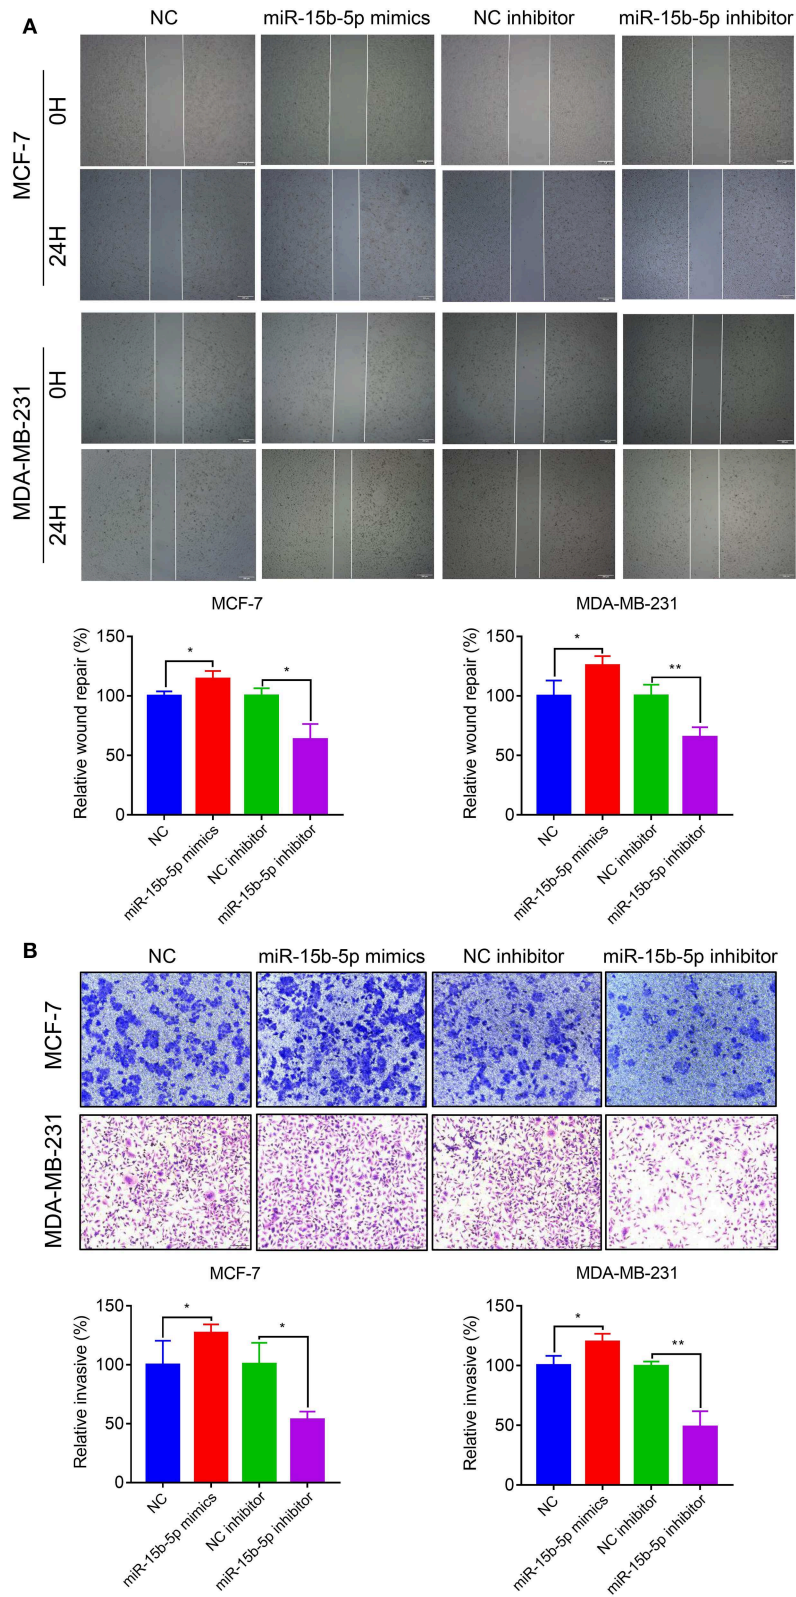 A
NC miR-15b-5p mimics NC inhibitor miR-15b-5p inhibitor
MCF-7
0H
24H
MDA-MB-231
0H
24H
MCF-7
Relative wound repair (%)
150
100
50
0
* *
NC
miR-15b-5p mimics
NC inhibitor
miR-15b-5p inhibitor
MDA-MB-231
Relative wound repair (%)
150
100
50
0
* **
NC
miR-15b-5p mimics
NC inhibitor
miR-15b-5p inhibitor
B
NC miR-15b-5p mimics NC inhibitor miR-15b-5p inhibitor
MCF-7
MDA-MB-231
MCF-7
Relative invasive (%)
150
100
50
0
* *
NC
miR-15b-5p mimics
NC inhibitor
miR-15b-5p inhibitor
MDA-MB-231
Relative invasive (%)
150
100
50
0
* **
NC
miR-15b-5p mimics
NC inhibitor
miR-15b-5p inhibitor